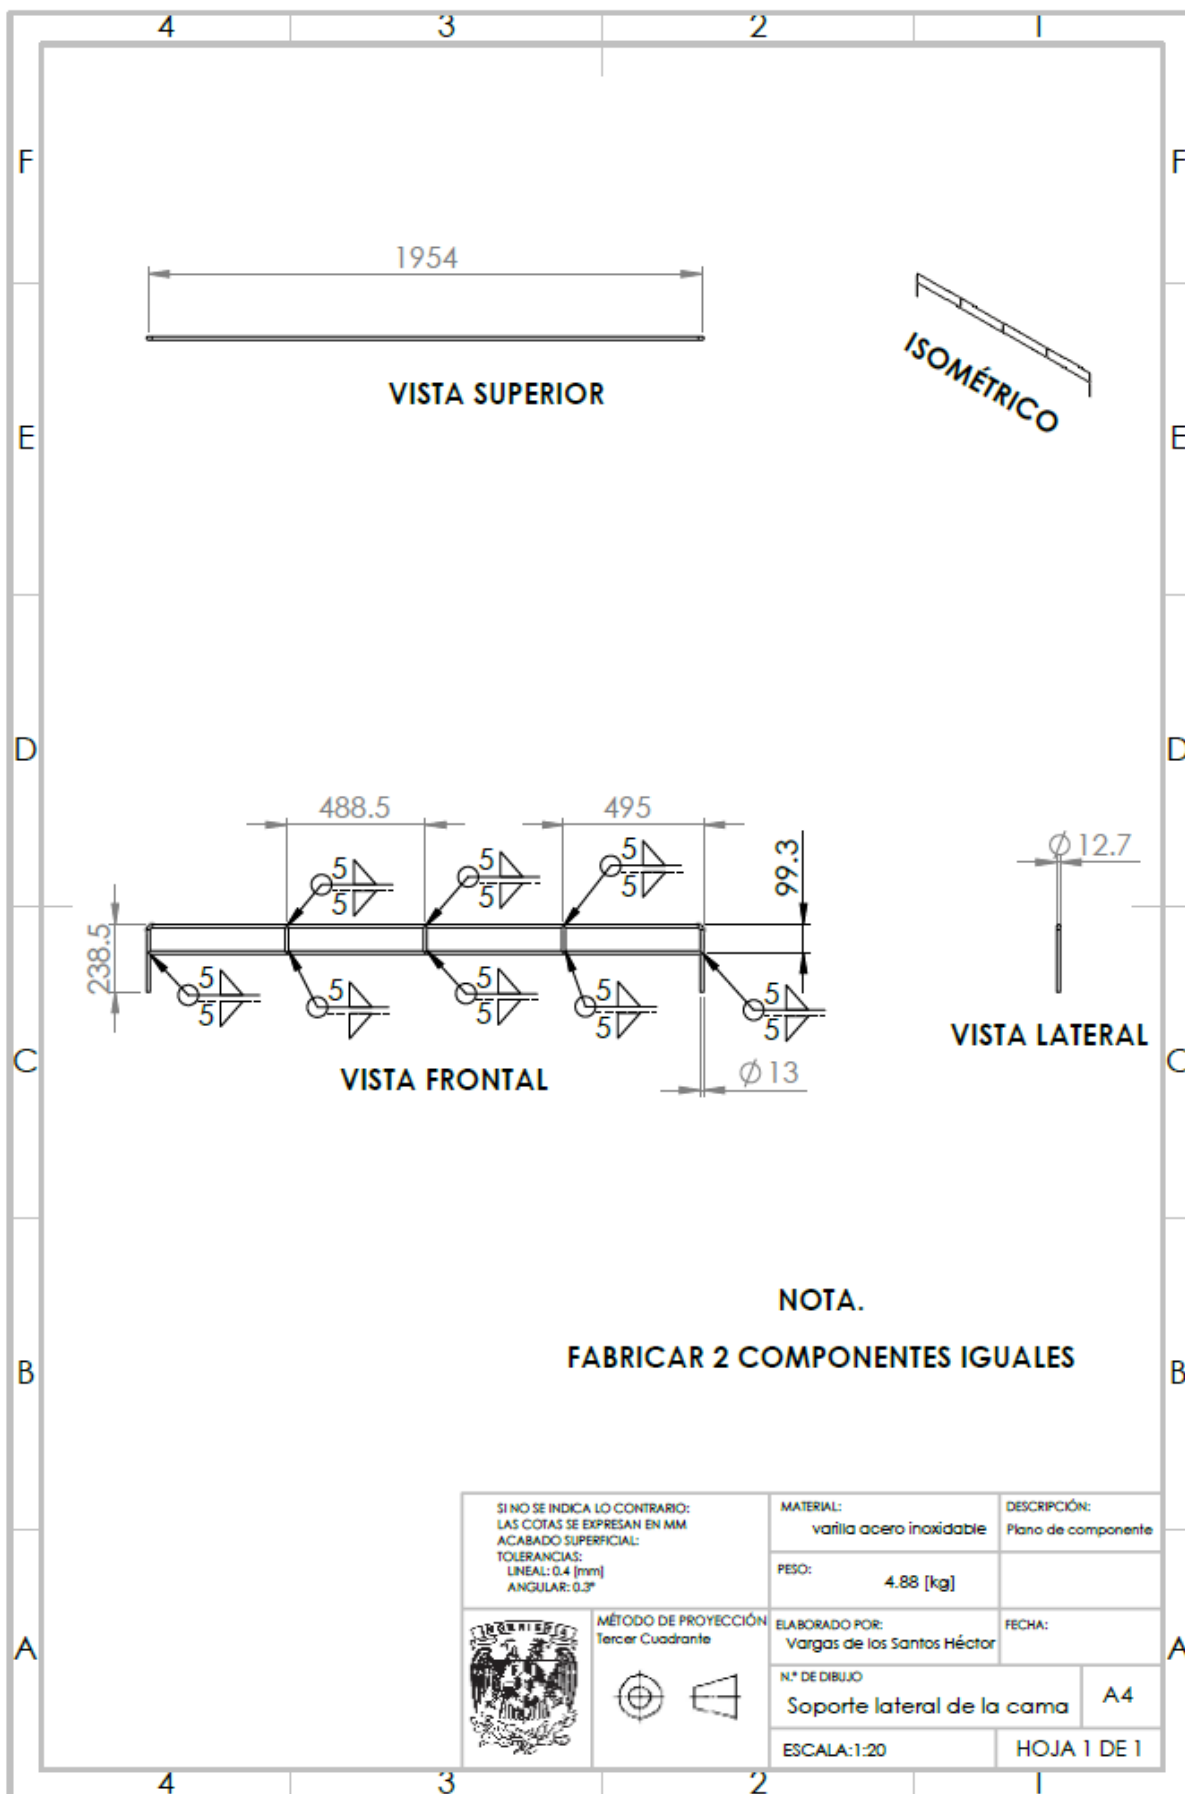 4 3 2 1
F F
1954
VISTA SUPERIOR
ISOMÉTRICO
E E
D D
488.5 495
99.3
Ø 12.7
5 5 5
5 5 5
238.5
5 5 5 5 5
5 5 5 5 5
VISTA FRONTAL
VISTA LATERAL
Ø 13
C C
NOTA.
FABRICAR 2 COMPONENTES IGUALES
B B
SI NO SE INDICA LO CONTRARIO:
LAS COTAS SE EXPRESAN EN MM
ACABADO SUPERFICIAL:
TOLERANCIAS:
LINEAL: 0.4 [mm]
ANGULAR: 0.3°
MATERIAL:
varilla acero inoxidable
DESCRIPCIÓN:
Plano de componente
PESO:
4.88 [kg]
INGENIERIA
MÉTODO DE PROYECCIÓN
Tercer Cuadrante
ELABORADO POR:
Vargas de los Santos Héctor
FECHA:
N.º DE DIBUJO
Soporte lateral de la cama
A4
ESCALA:1:20
HOJA 1 DE 1
A A
4 3 2 1